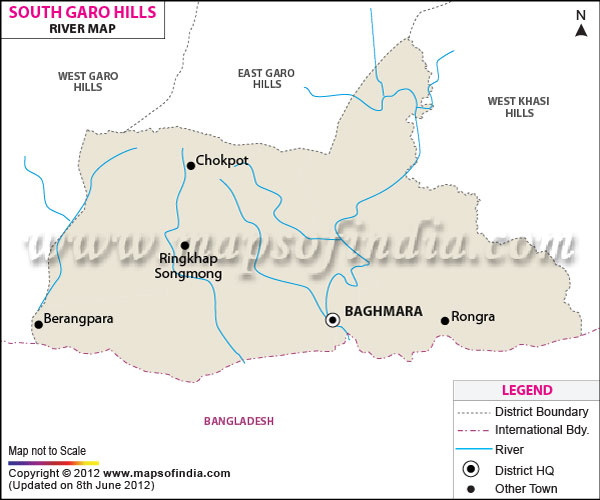 SOUTH GARO HILLS
RIVER MAP
N
WEST GARO
HILLS
EAST GARO
HILLS
WEST KHASI
HILLS
Chokpot
www.mapsofindia.com
Ringkhap
Songmong
Berangpara
BAGHMARA
Rongra
BANGLADESH
LEGEND
District Boundary
International Bdy.
River
District HQ
Other Town
Map not to Scale
Copyright © 2012 www.mapsofindia.com
(Updated on 8th June 2012)